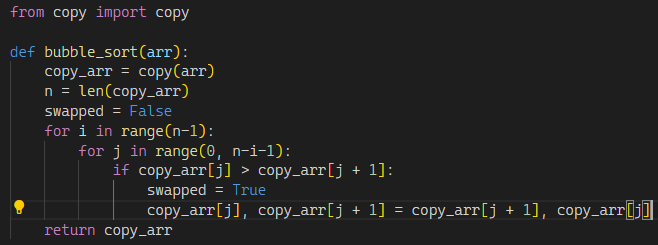 from copy import copy
def bubble_sort(arr):
    copy_arr = copy(arr)
    n = len(copy_arr)
    swapped = False
    for i in range(n-1):
        for j in range(0, n-i-1):
            if copy_arr[j] > copy_arr[j + 1]:
                swapped = True
                copy_arr[j], copy_arr[j + 1] = copy_arr[j + 1], copy_arr[j]
    return copy_arr